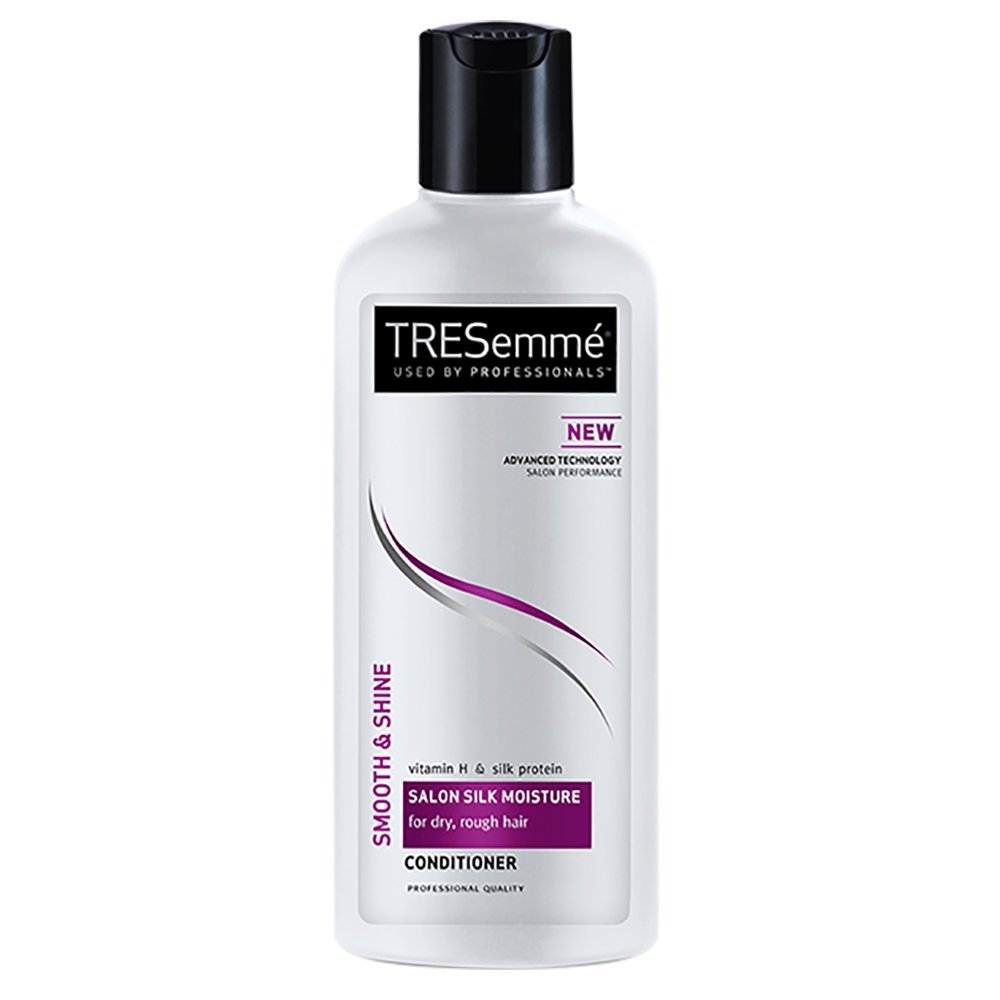 TRESemmé®
USED BY PROFESSIONALS™
NEW
ADVANCED TECHNOLOGY
SALON PERFORMANCE
SMOOTH & SHINE
vitamin H & silk protein
SALON SILK MOISTURE
for dry, rough hair
CONDITIONER
PROFESSIONAL QUALITY